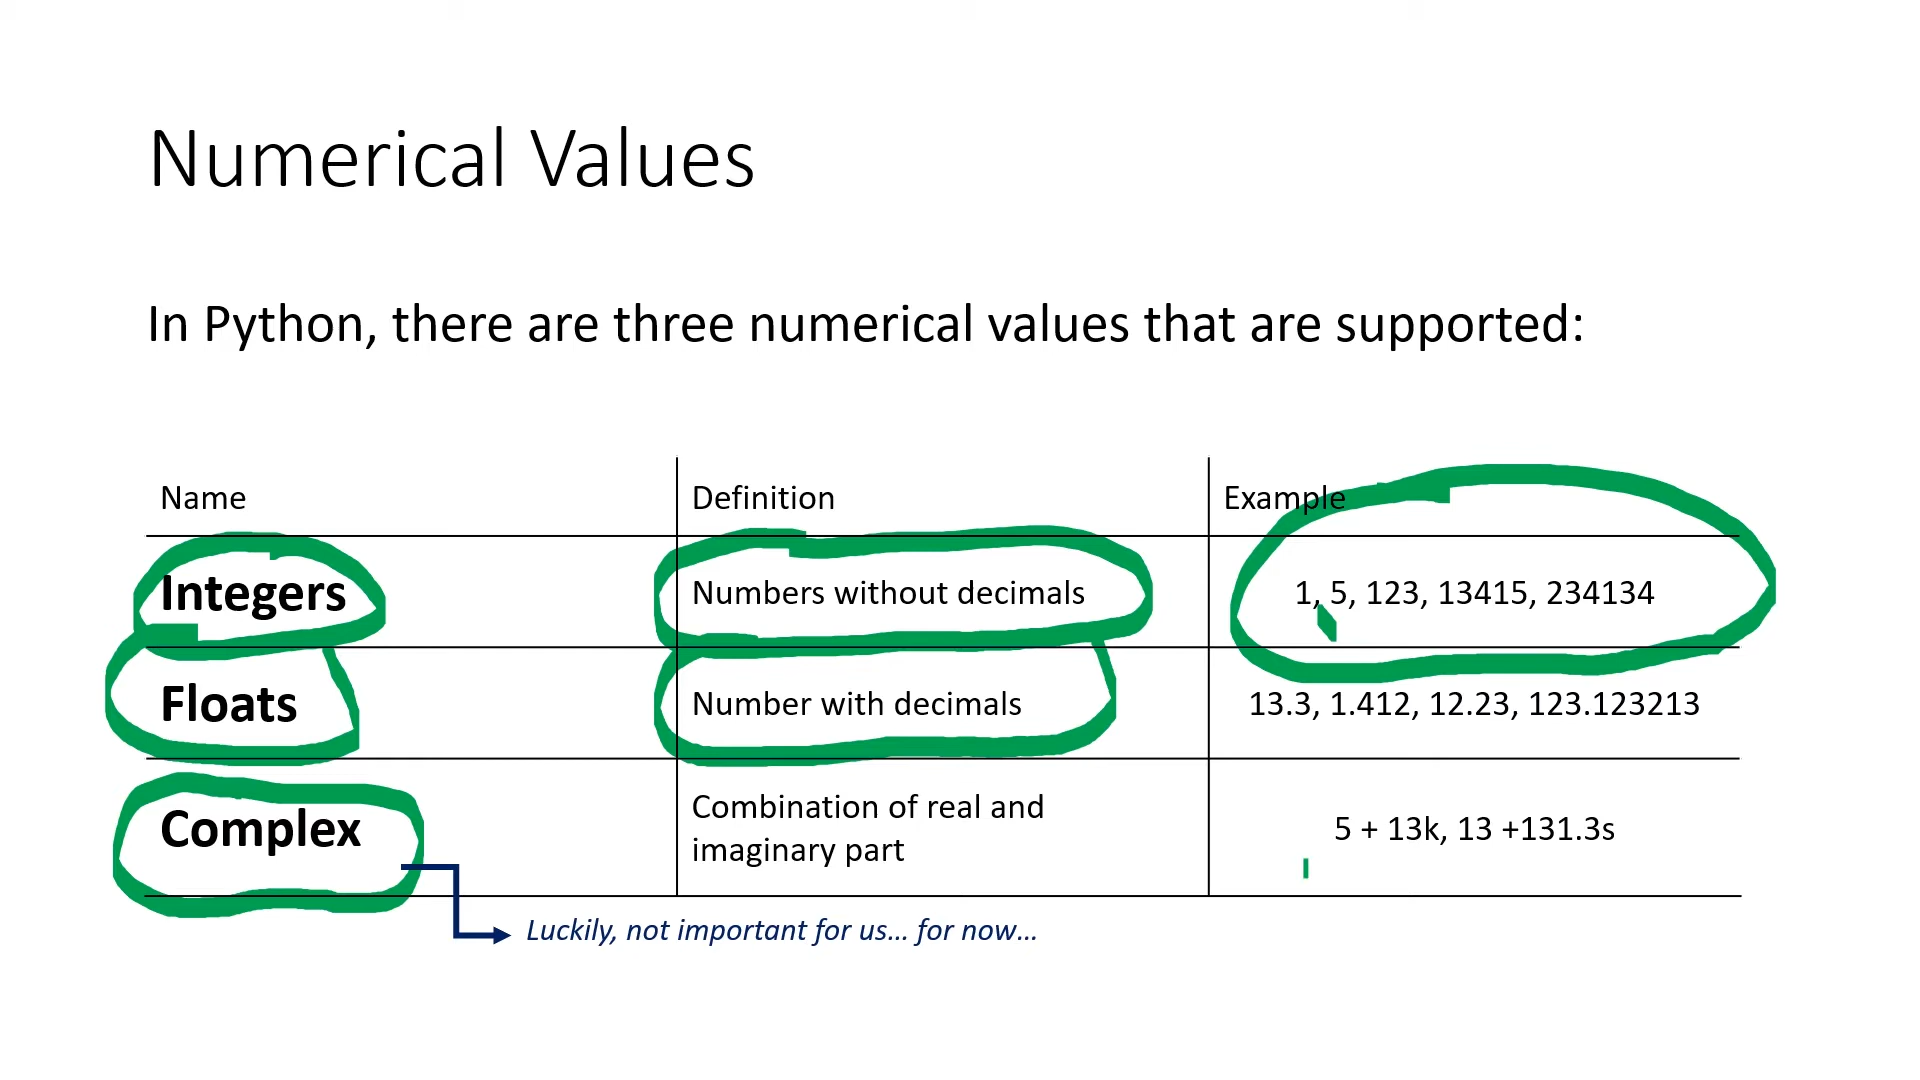 Numerical Values
In Python, there are three numerical values that are supported:
Name
Definition
Example
Integers
Numbers without decimals
1, 5, 123, 13415, 234134
Floats
Number with decimals
13.3, 1.412, 12.23, 123.123213
Complex
Combination of real and
imaginary part
5 + 13k, 13 +131.3s
Luckily, not important for us... for now...